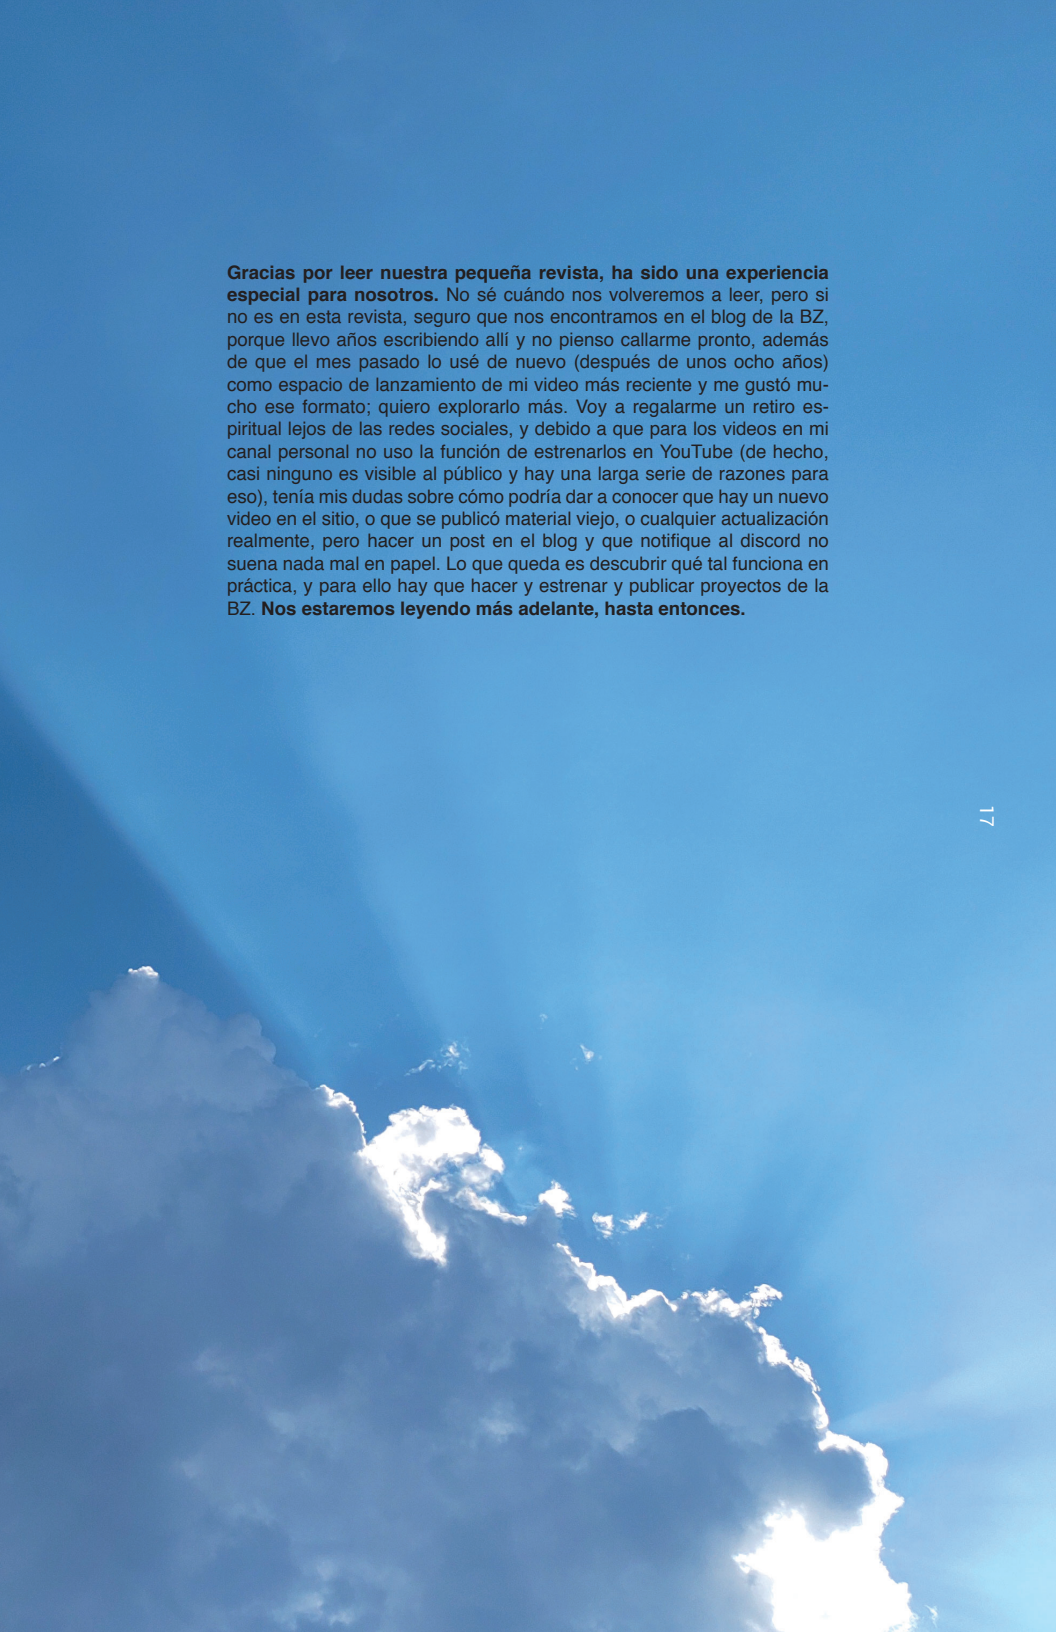 Gracias por leer nuestra pequeña revista, ha sido una experiencia
especial para nosotros. No sé cuándo nos volveremos a leer, pero si
no es en esta revista, seguro que nos encontramos en el blog de la BZ,
porque llevo años escribiendo allí y no pienso callarme pronto, además
de que el mes pasado lo usé de nuevo (después de unos ocho años)
como espacio de lanzamiento de mi video más reciente y me gustó mu-
cho ese formato; quiero explorarlo más. Voy a regalarme un retiro es-
piritual lejos de las redes sociales, y debido a que para los videos en mi
canal personal no uso la función de estrenarlos en YouTube (de hecho,
casi ninguno es visible al público y hay una larga serie de razones para
eso), tenía mis dudas sobre cómo podría dar a conocer que hay un nuevo
video en el sitio, o que se publicó material viejo, o cualquier actualización
realmente, pero hacer un post en el blog y que notifique al discord no
suena nada mal en papel. Lo que queda es descubrir qué tal funciona en
práctica, y para ello hay que hacer y estrenar y publicar proyectos de la
BZ. Nos estaremos leyendo más adelante, hasta entonces.
17